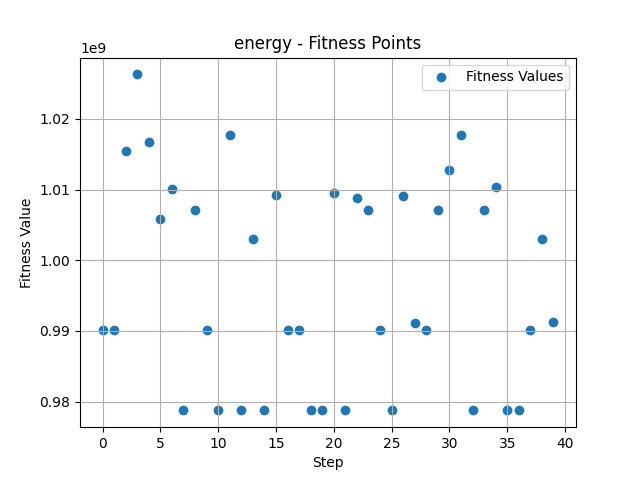 energy - Fitness Points
1e9
Fitness Values
1.02
1.01
1.00
0.99
0.98
Fitness Value
0 5 10 15 20 25 30 35 40
Step